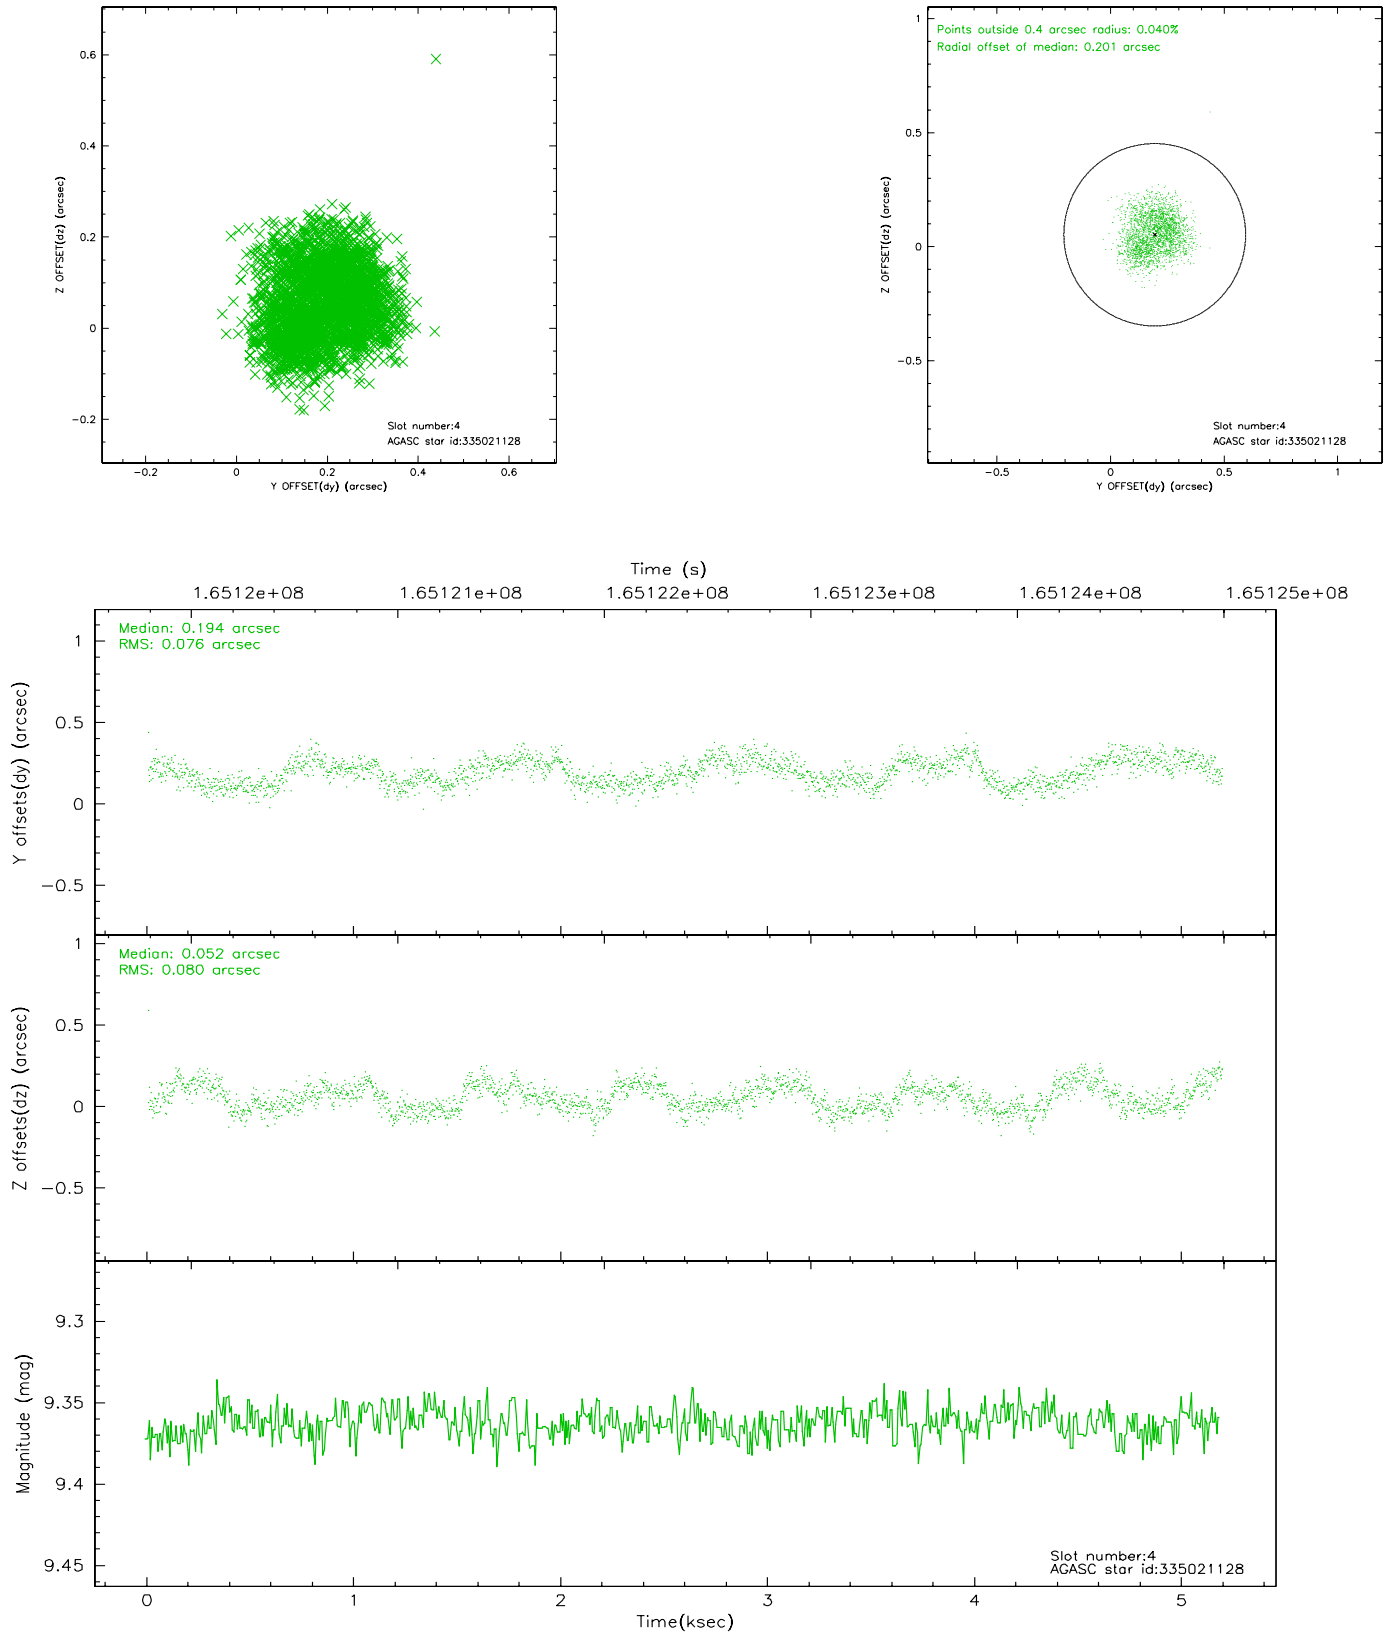 0.6
0.4
0.2
0
−0.2
Z OFFSET(dz) (arcsec)
Slot number:4
AGASC star id:335021128
−0.2 0 0.2 0.4 0.6
Y OFFSET(dy) (arcsec)
Points outside 0.4 arcsec radius: 0.040%
Radial offset of median: 0.201 arcsec
1
0.5
0
−0.5
Z OFFSET(dz) (arcsec)
Slot number:4
AGASC star id:335021128
−0.5 0 0.5 1
Y OFFSET(dy) (arcsec)
Time (s)
1.6512e+08 1.65121e+08 1.65122e+08 1.65123e+08 1.65124e+08 1.65125e+08
Median: 0.194 arcsec
RMS: 0.076 arcsec
1
0.5
0
−0.5
Y offsets(dy) (arcsec)
Median: 0.052 arcsec
RMS: 0.080 arcsec
1
0.5
0
−0.5
Z offsets(dz) (arcsec)
9.3
9.35
9.4
9.45
Magnitude (mag)
Slot number:4
AGASC star id:335021128
0 1 2 3 4 5
Time(ksec)